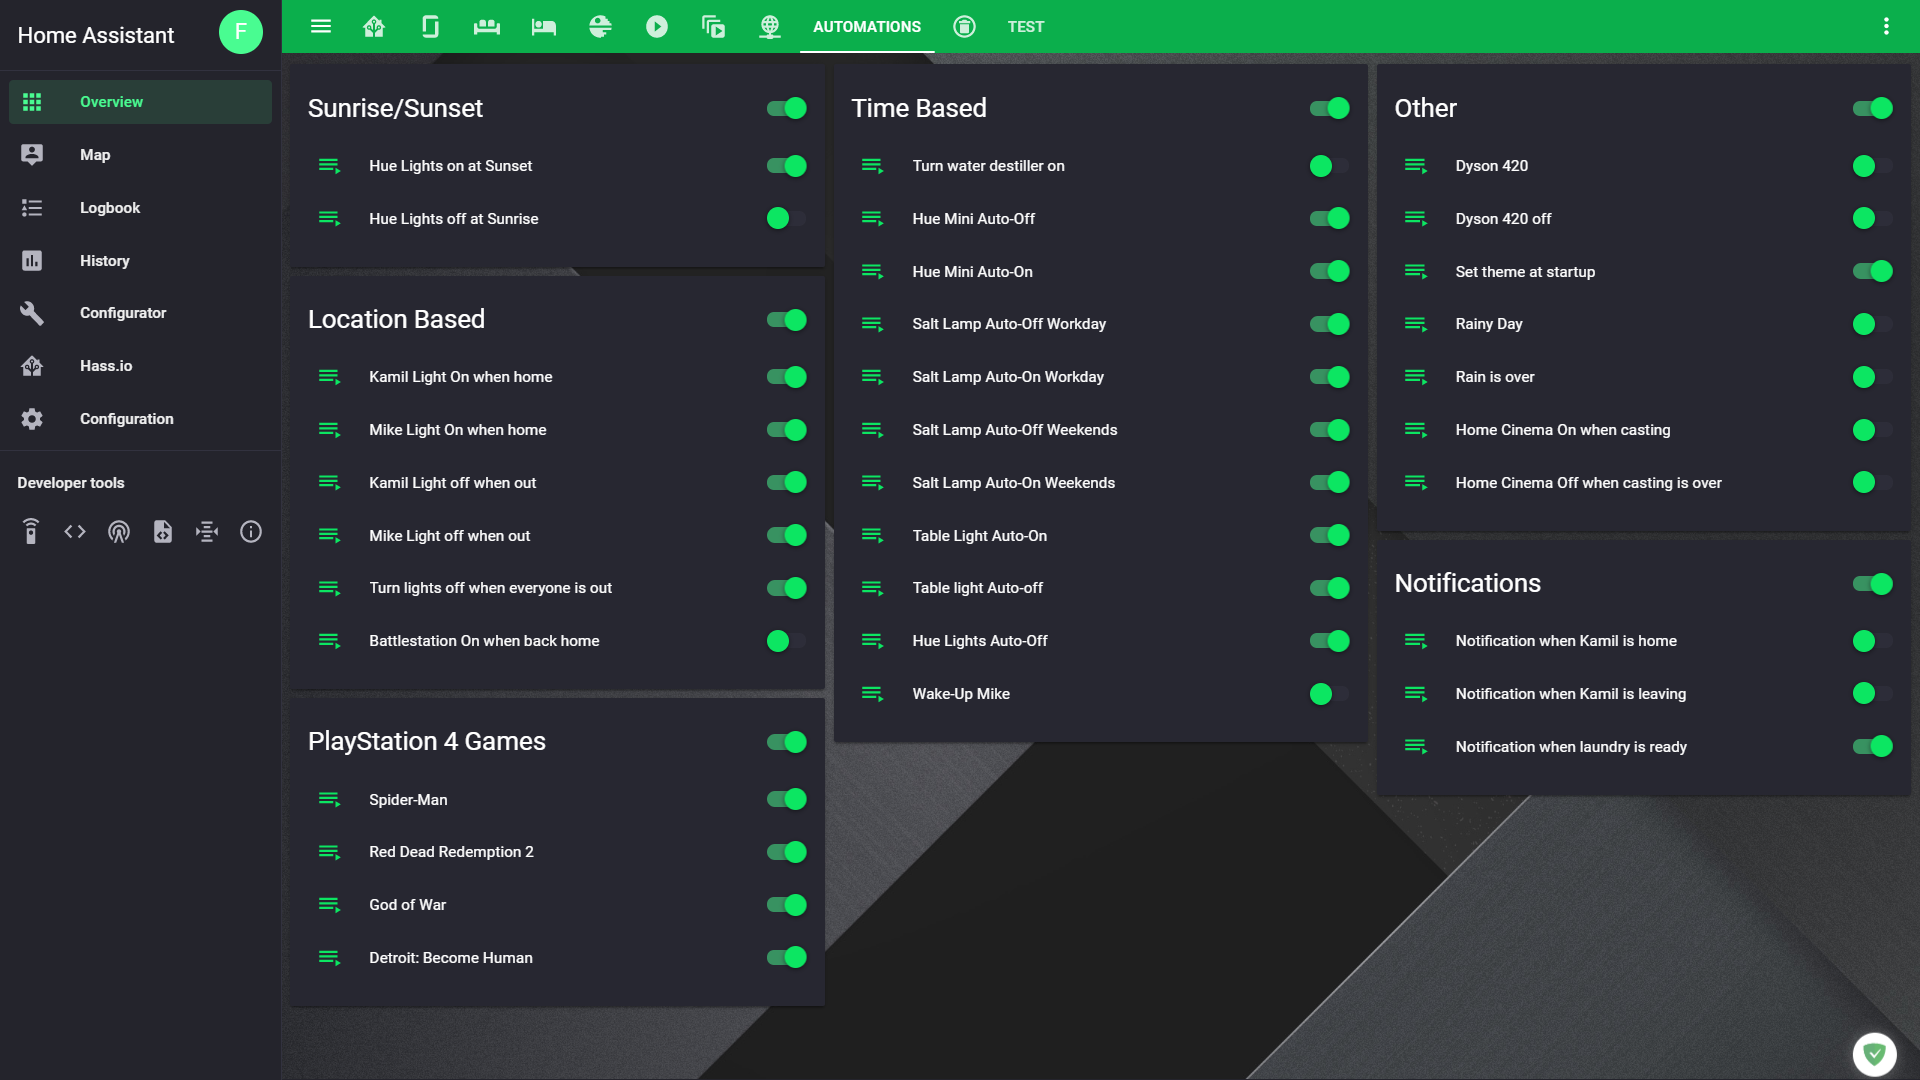 Home Assistant
F
Overview
Map
Logbook
History
Configurator
Hass.io
Configuration
Developer tools
AUTOMATIONS
TEST
Sunrise/Sunset
Hue Lights on at Sunset
Hue Lights off at Sunrise
Location Based
Kamil Light On when home
Mike Light On when home
Kamil Light off when out
Mike Light off when out
Turn lights off when everyone is out
Battlestation On when back home
PlayStation 4 Games
Spider-Man
Red Dead Redemption 2
God of War
Detroit: Become Human
Time Based
Turn water destiller on
Hue Mini Auto-Off
Hue Mini Auto-On
Salt Lamp Auto-Off Workday
Salt Lamp Auto-On Workday
Salt Lamp Auto-Off Weekends
Salt Lamp Auto-On Weekends
Table Light Auto-On
Table light Auto-off
Hue Lights Auto-Off
Wake-Up Mike
Other
Dyson 420
Dyson 420 off
Set theme at startup
Rainy Day
Rain is over
Home Cinema On when casting
Home Cinema Off when casting is over
Notifications
Notification when Kamil is home
Notification when Kamil is leaving
Notification when laundry is ready